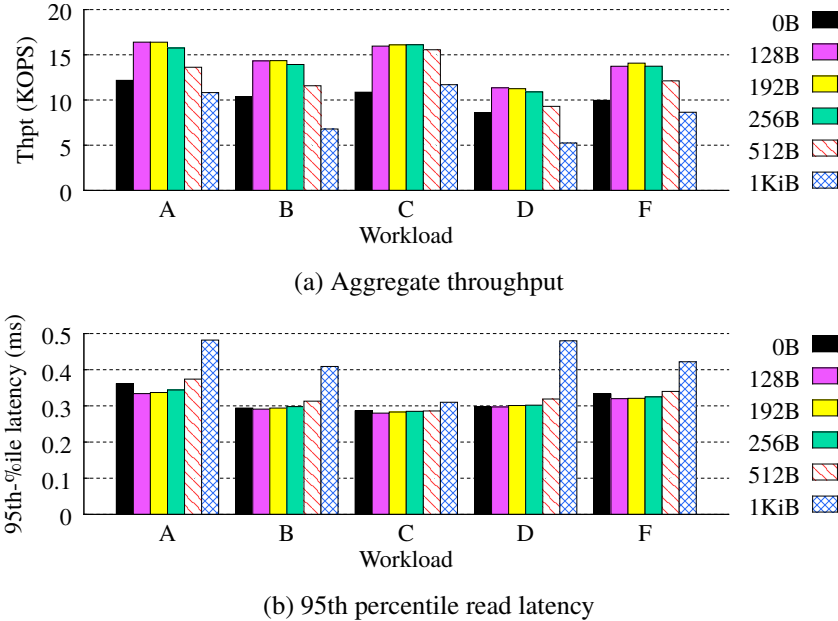 Thpt (KOPS)
20
15
10
5
0
A B C D F
Workload
0B
128B
192B
256B
512B
1KiB
(a) Aggregate throughput
95th-%ile latency (ms)
0.5
0.4
0.3
0.2
0.1
0
A B C D F
Workload
0B
128B
192B
256B
512B
1KiB
(b) 95th percentile read latency